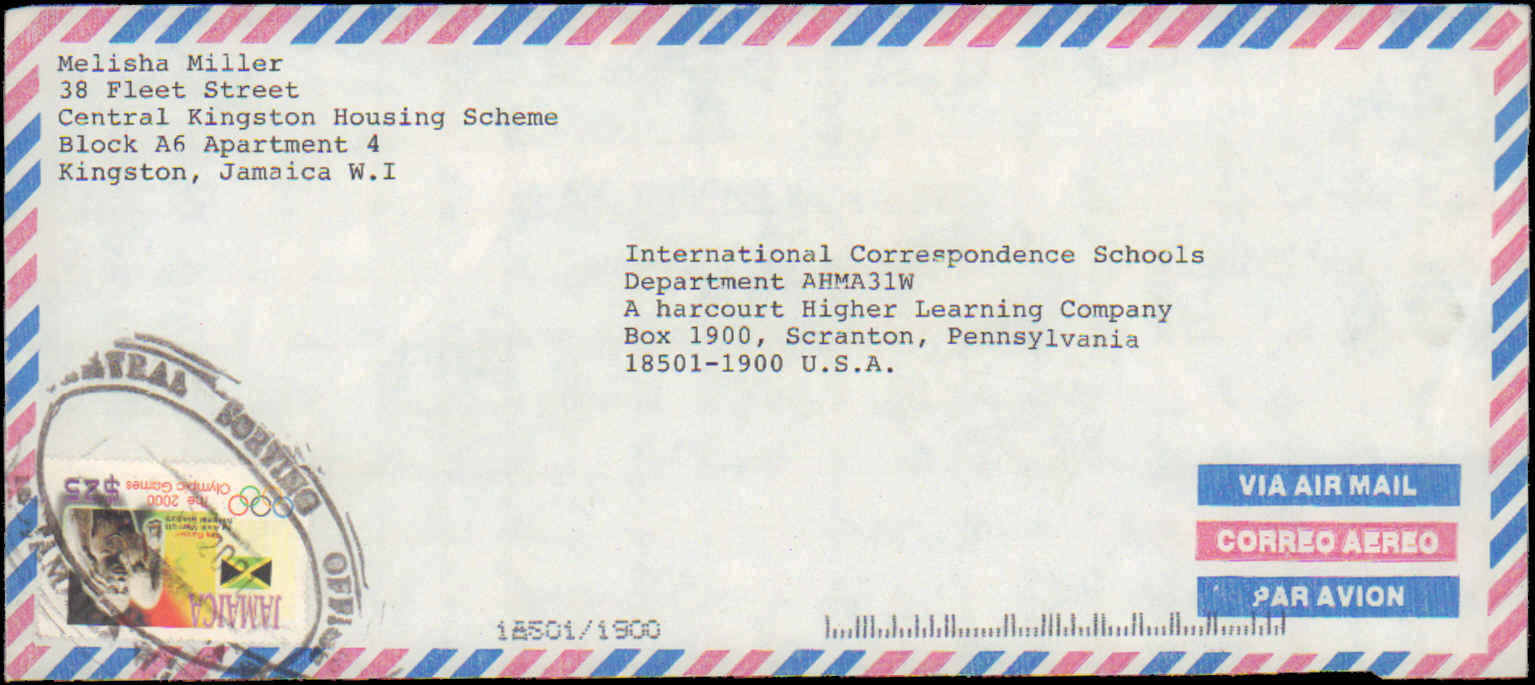 Melisha Miller
38 Fleet Street
Central Kingston Housing Scheme
Block A6 Apartment 4
Kingston, Jamaica W.I
International Correspondence Schools
Department AHMA31W
A harcourt Higher Learning Company
Box 1900, Scranton, Pennsylvania
18501-1900 U.S.A.
SORTING OFFICE
JAMAICA
The 2000
Olympic Games
VIA AIR MAIL
CORREO AEREO
PAR AVION
18501/1900